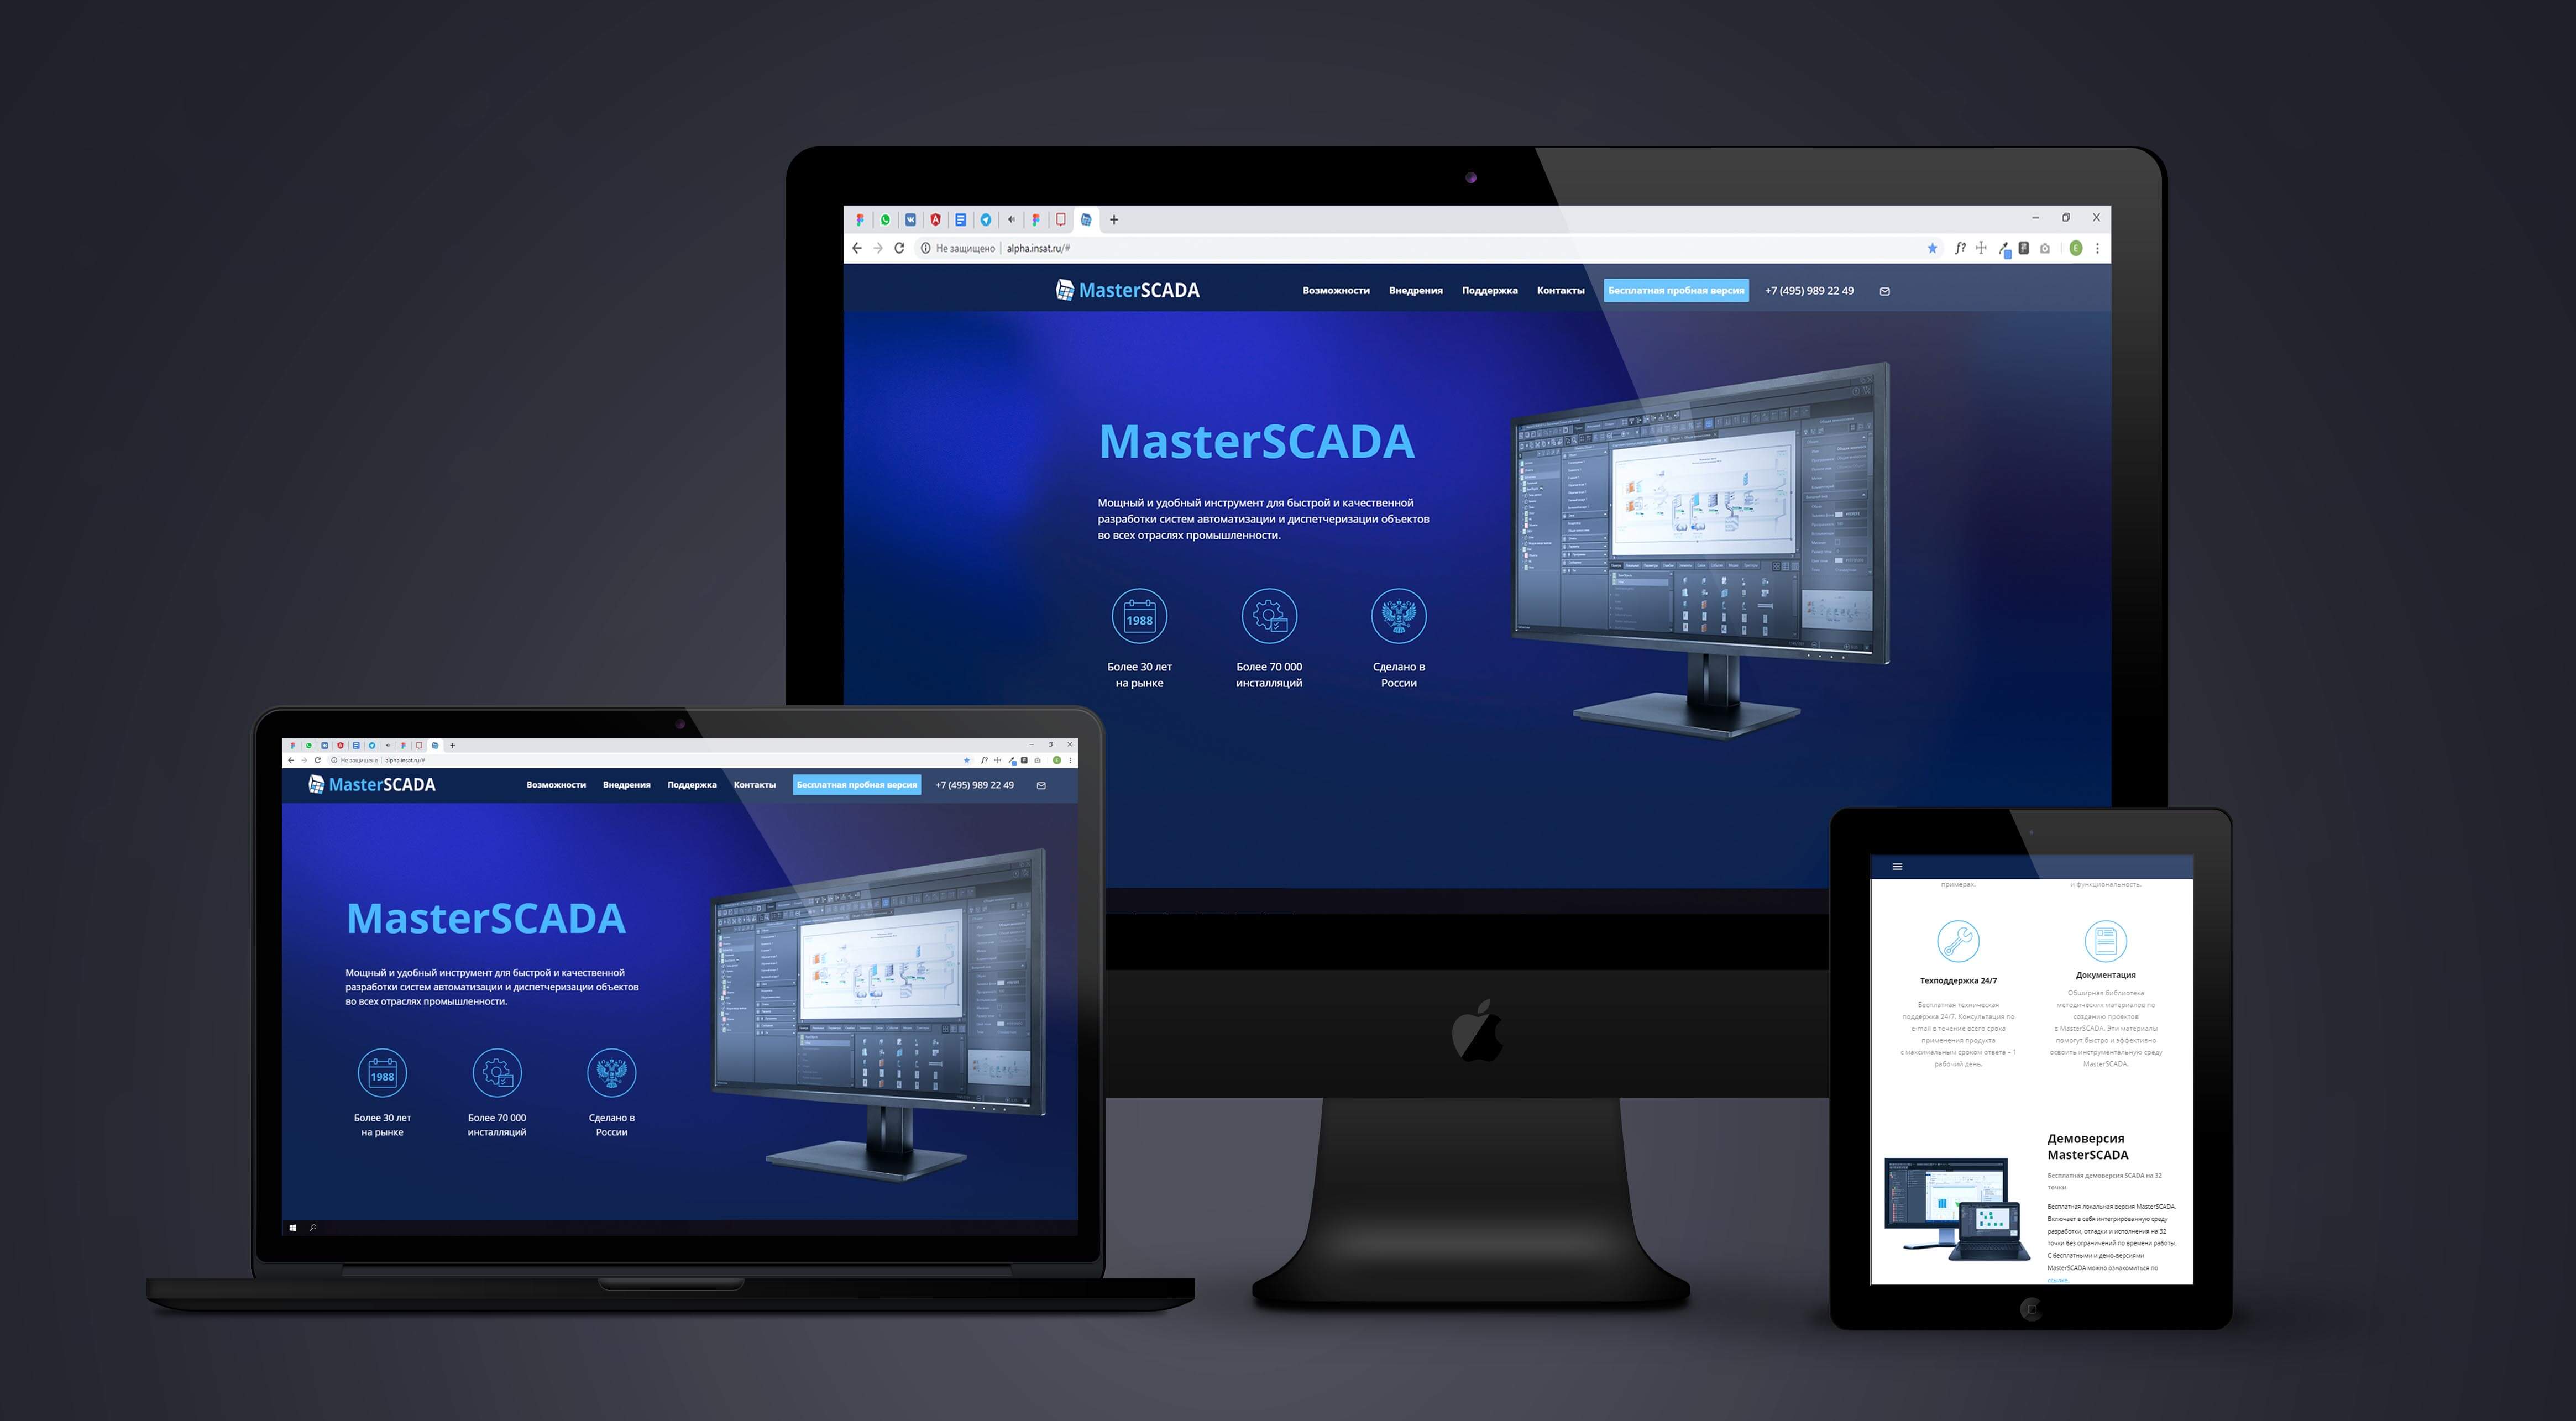 Не защищено alpha.insat.ru/#
MasterSCADA Возможности Внедрения Поддержка Контакты Бесплатная пробная версия +7 (495) 989 22 49
MasterSCADA
Мощный и удобный инструмент для быстрой и качественной
разработки систем автоматизации и диспетчеризации объектов
во всех отраслях промышленности.
1988
Более 30 лет
на рынке
Более 70 000
инсталляций
Сделано в
России
Не защищено alpha.insat.ru/#
MasterSCADA Возможности Внедрения Поддержка Контакты Бесплатная пробная версия +7 (495) 989 22 49
MasterSCADA
Мощный и удобный инструмент для быстрой и качественной
разработки систем автоматизации и диспетчеризации объектов
во всех отраслях промышленности.
1988
Более 30 лет
на рынке
Более 70 000
инсталляций
Сделано в
России
примерах.
и функциональность.
Техподдержка 24/7
Бесплатная техническая
поддержка 24/7. Консультация по
e-mail в течение всего срока
применения продукта
с максимальным сроком ответа – 1
рабочий день.
Документация
Обширная библиотека
методических материалов по
созданию проектов
в MasterSCADA. Эти материалы
помогут быстро и эффективно
освоить инструментальную среду
MasterSCADA.
Демоверсия
MasterSCADA
Бесплатная демоверсия SCADA на 32
точки
Бесплатная локальная версия MasterSCADA.
Включает в себя интегрированную среду
разработки, отладки и исполнения на 32
точки без ограничений по времени работы.
С бесплатными и демо-версиями
MasterSCADA можно ознакомиться по
ссылке.